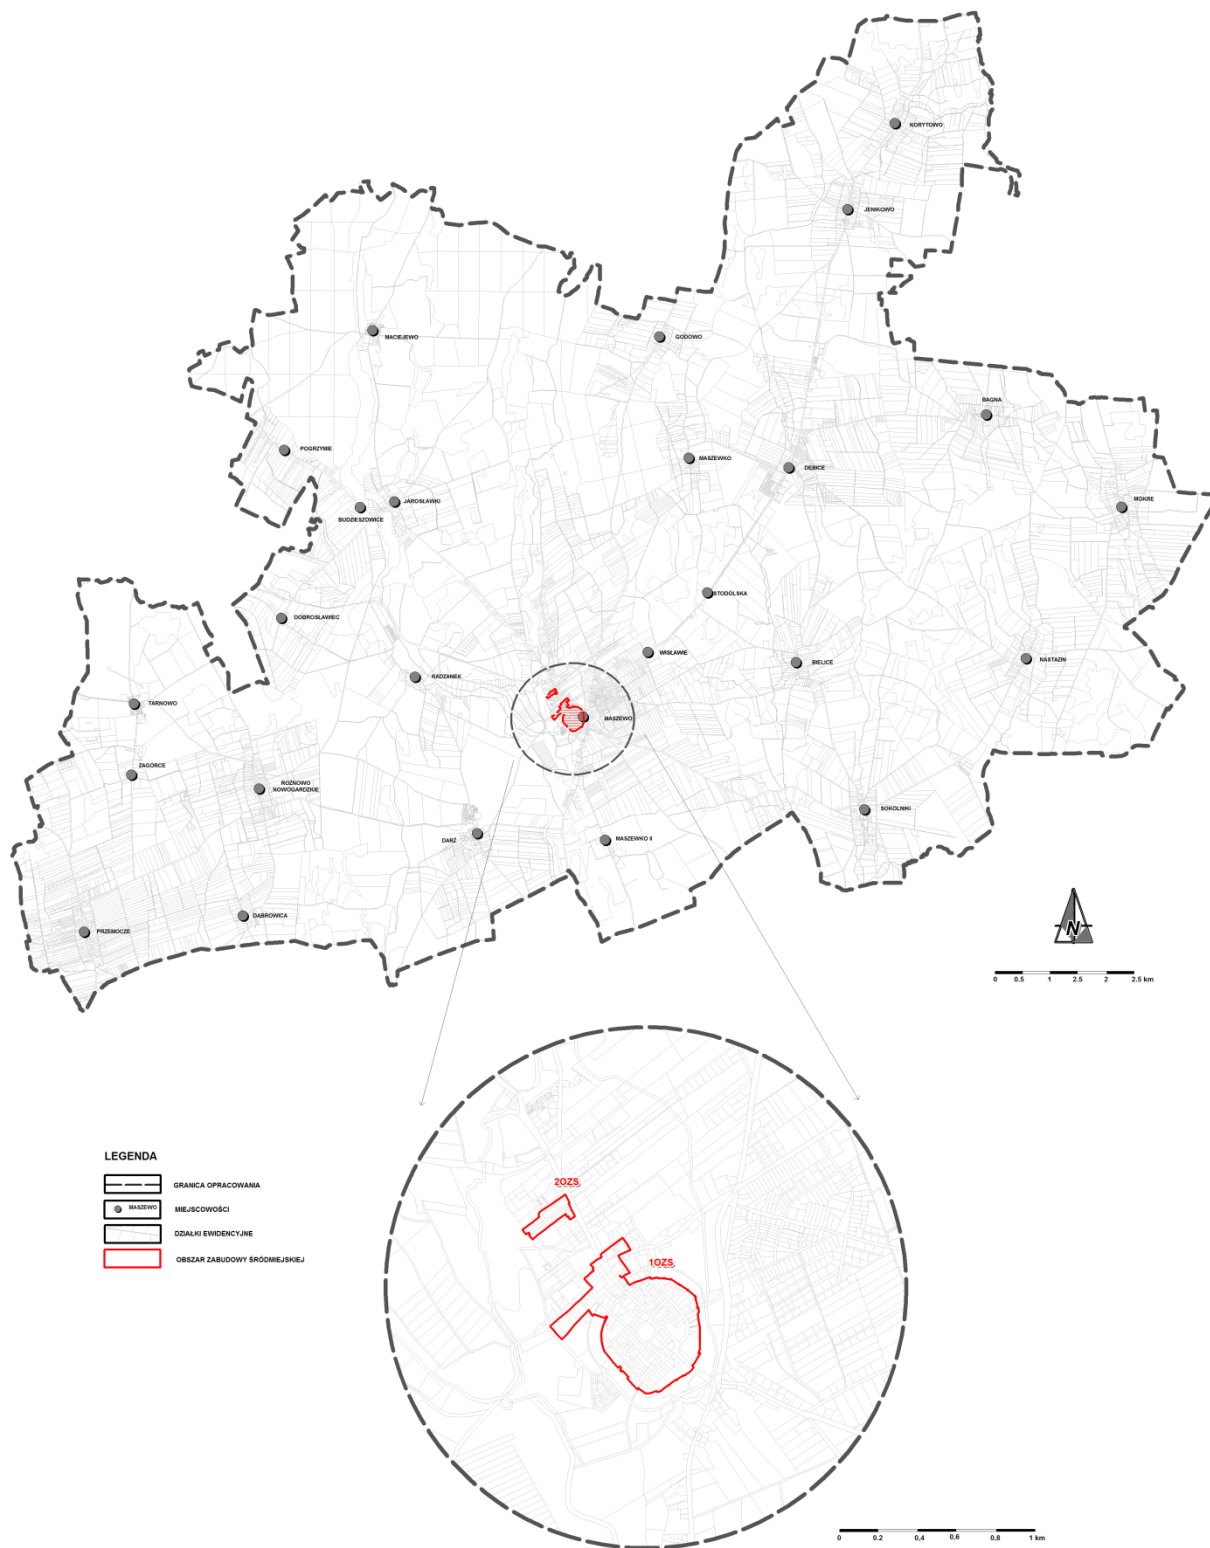 KORYTOWO
JENIKOWO
MACIEJEWO
GODOWO
BAGNA
POGRZYMIE
MASZEWKO
DĘBICE
JAROSŁAWKI
MOKRE
BUDZIESZOWICE
STODÓLSKA
DOBROSŁAWIEC
WISŁAWIE
BIELICE
NASTAZIN
RADZANEK
TARNOWO
MASZEWO
ZAGÓRCE
ROŻNOWO
NOWOGARDZKIE
SOKOLNIKI
DARŻ
MASZEWKO II
DĄBROWICA
PRZEMOCZE
N
0 0.5 1 2.5 2 2.5 km
LEGENDA
GRANICA OPRACOWANIA
MASZEWO MIEJSCOWOŚCI
DZIAŁKI EWIDENCYJNE
OBSZAR ZABUDOWY ŚRÓDMIEJSKIEJ
2OZS
1OZS
0 0,2 0,4 0,6 0,8 1 km